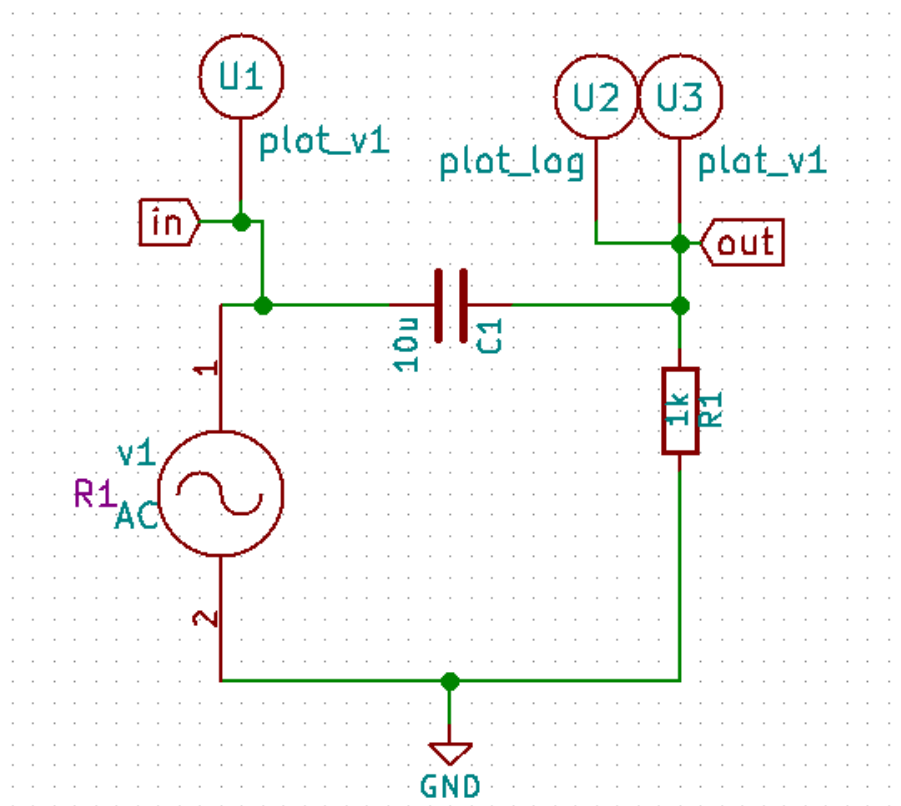 U1
plot_v1
U2
U3
plot_log
plot_v1
in
out
10u
C1
1
1k
R1
v1
R1
AC
2
GND